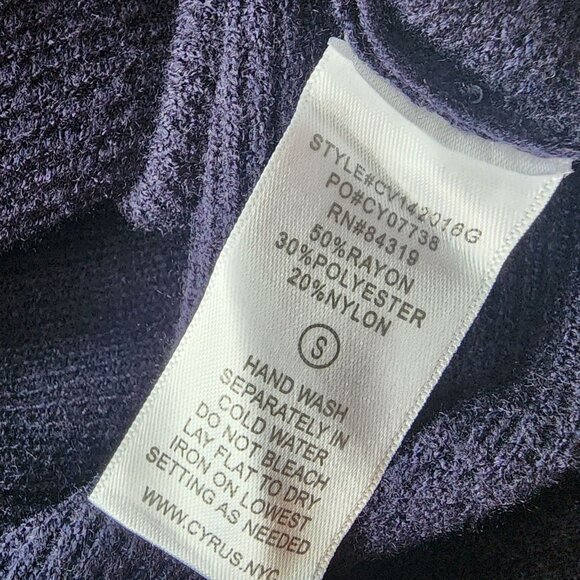 STYLE#CV142016G
PO#CY07738
RN#84319
50%RAYON
30%POLYESTER
20%NYLON
S
HAND WASH
SEPARATELY IN
COLD WATER
DO NOT BLEACH
LAY FLAT TO DRY
IRON ON LOWEST
SETTING AS NEEDED
WWW.CYRUS.NYC